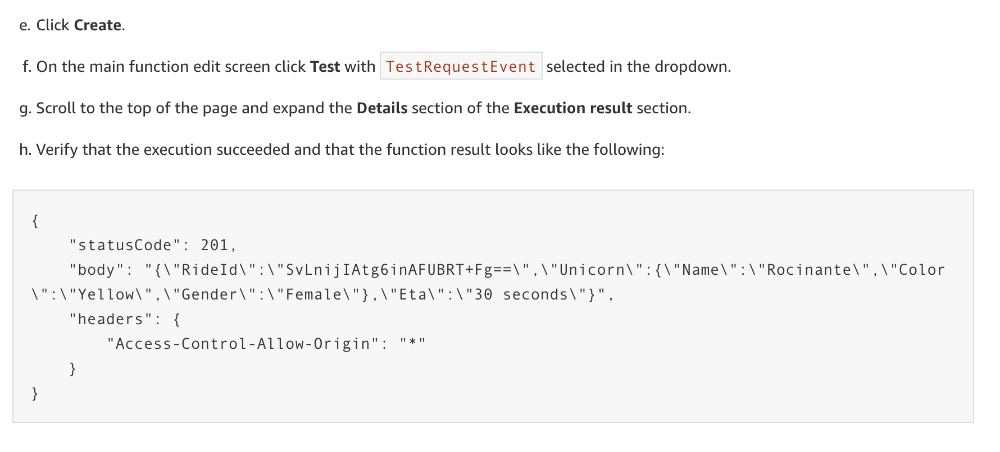 e. Click Create.
f. On the main function edit screen click Test with TestRequestEvent selected in the dropdown.
g. Scroll to the top of the page and expand the Details section of the Execution result section.
h. Verify that the execution succeeded and that the function result looks like the following:
{
    "statusCode": 201,
    "body": "{\"RideId\":\"SvLnijIAtg6inAFUBRT+Fg==\",\"Unicorn\":{\"Name\":\"Rocinante\",\"Color
\":\"Yellow\",\"Gender\":\"Female\"},\"Eta\":\"30 seconds\"}",
    "headers": {
        "Access-Control-Allow-Origin": "*"
    }
}